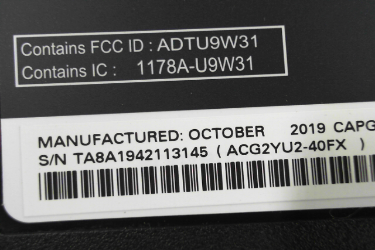 Contains FCC ID : ADTU9W31
Contains IC : 1178A-U9W31
MANUFACTURED: OCTOBER 2019 CAPG
S/N TA8A1942113145 ( ACG2YU2-40FX )